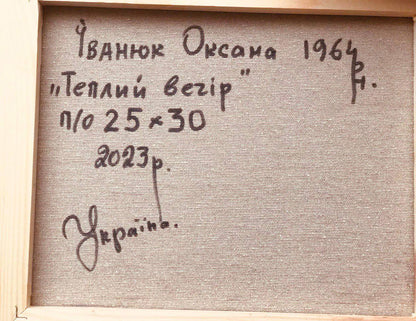 Іванюк Оксана 1964 р.н.
„Теплий вечір"
п/о 25 × 30
2023р.
Україна.